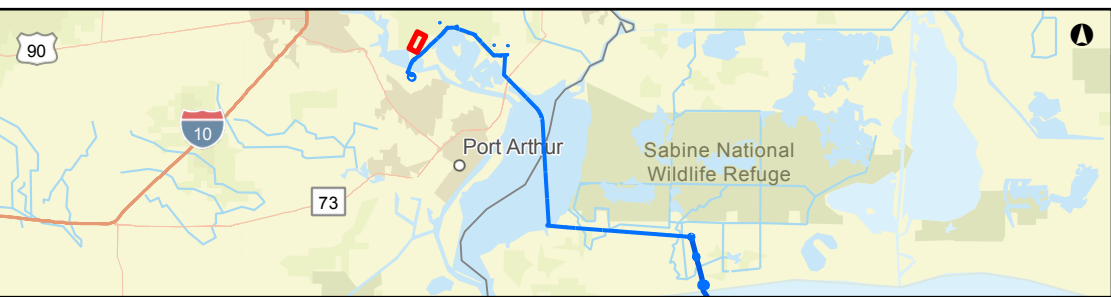 90
10
Port Arthur
Sabine National
Wildlife Refuge
73